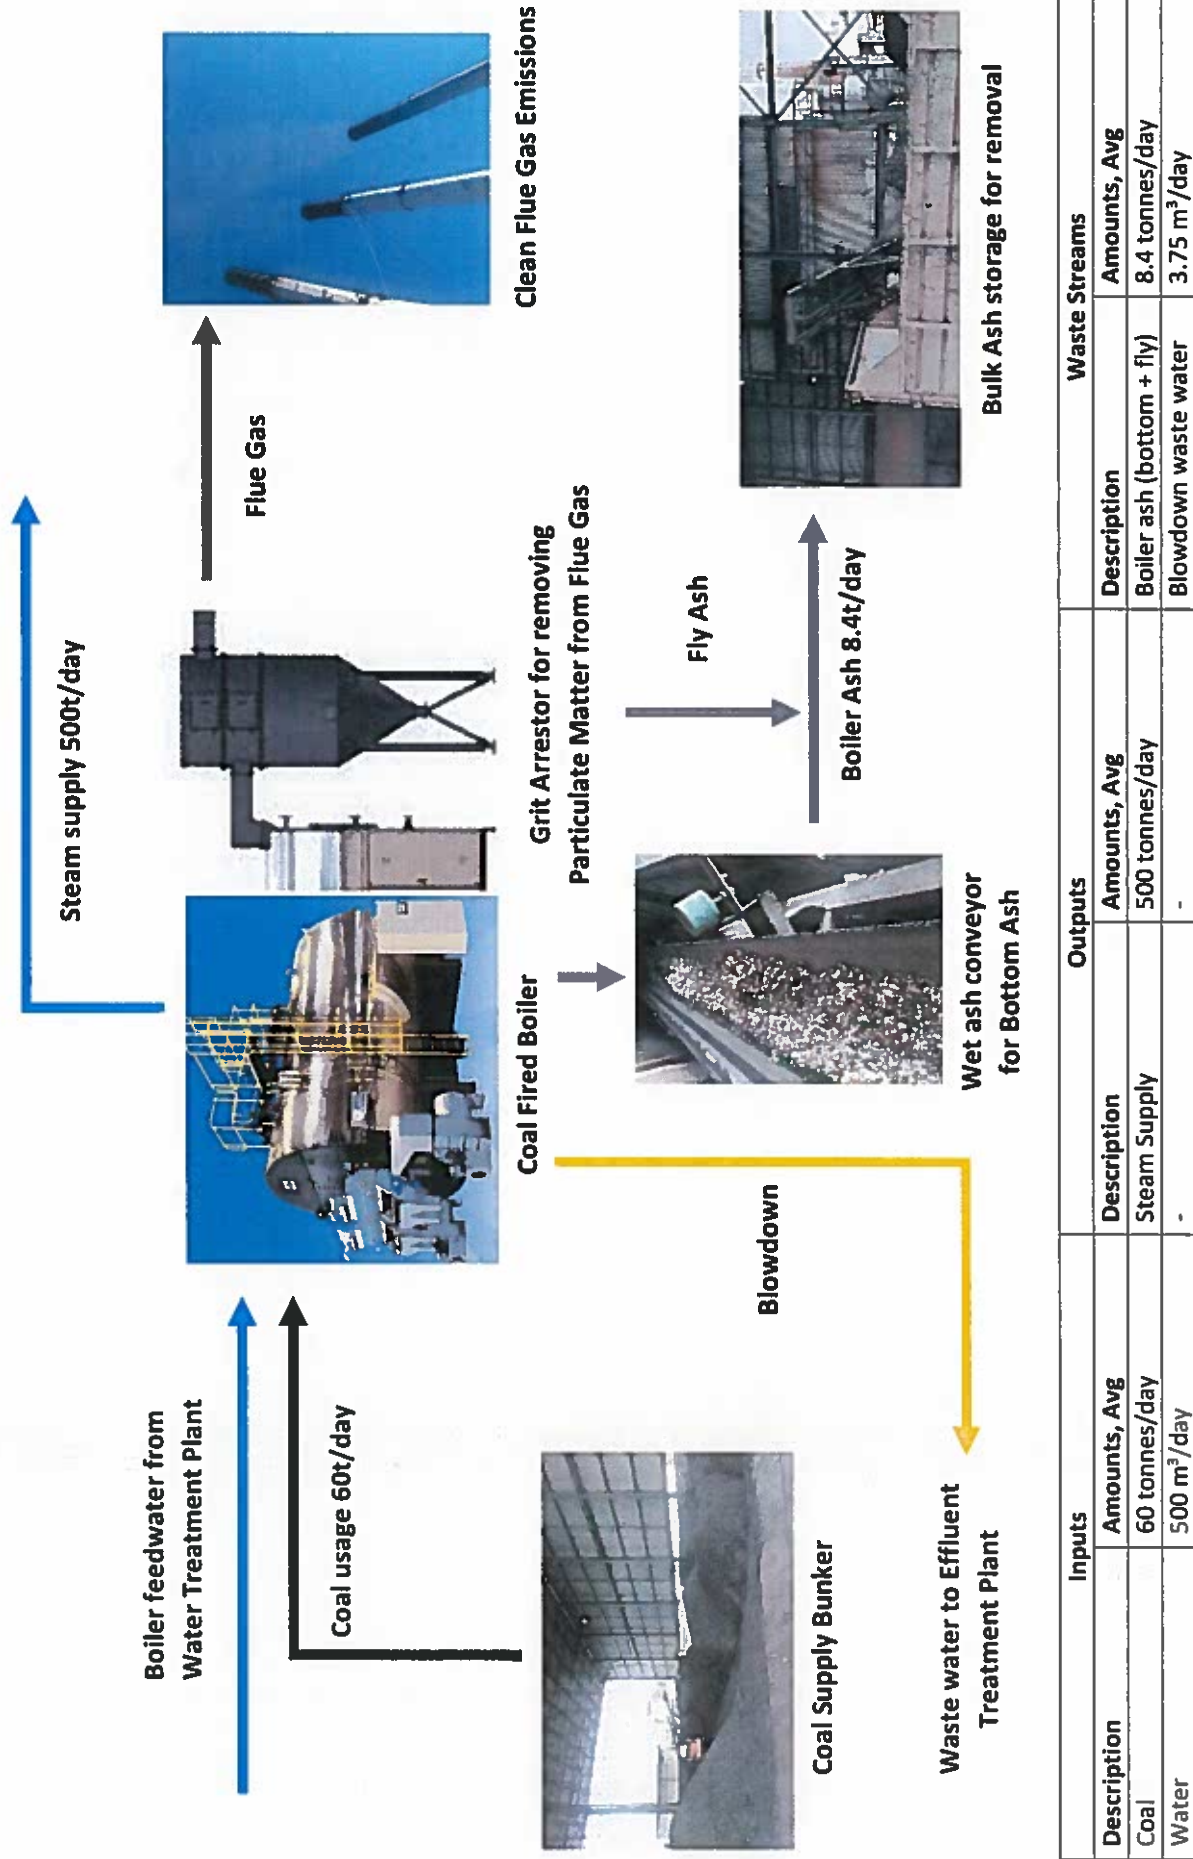 Steam supply 500t/day
Boiler feedwater from
Water Treatment Plant
Coal usage 60t/day
Flue Gas
Clean Flue Gas Emissions
Coal Fired Boiler
Grit Arrestor for removing
Particulate Matter from Flue Gas
Fly Ash
Boiler Ash 8.4t/day
Coal Supply Bunker
Blowdown
Wet ash conveyor
for Bottom Ash
Bulk Ash storage for removal
Waste water to Effluent
Treatment Plant
Inputs Outputs Waste Streams
Description Amounts, Avg Description Amounts, Avg Description Amounts, Avg
Coal 60 tonnes/day Steam Supply 500 tonnes/day Boiler ash (bottom + fly) 8.4 tonnes/day
Water 500 m³/day - - Blowdown waste water 3.75 m³/day